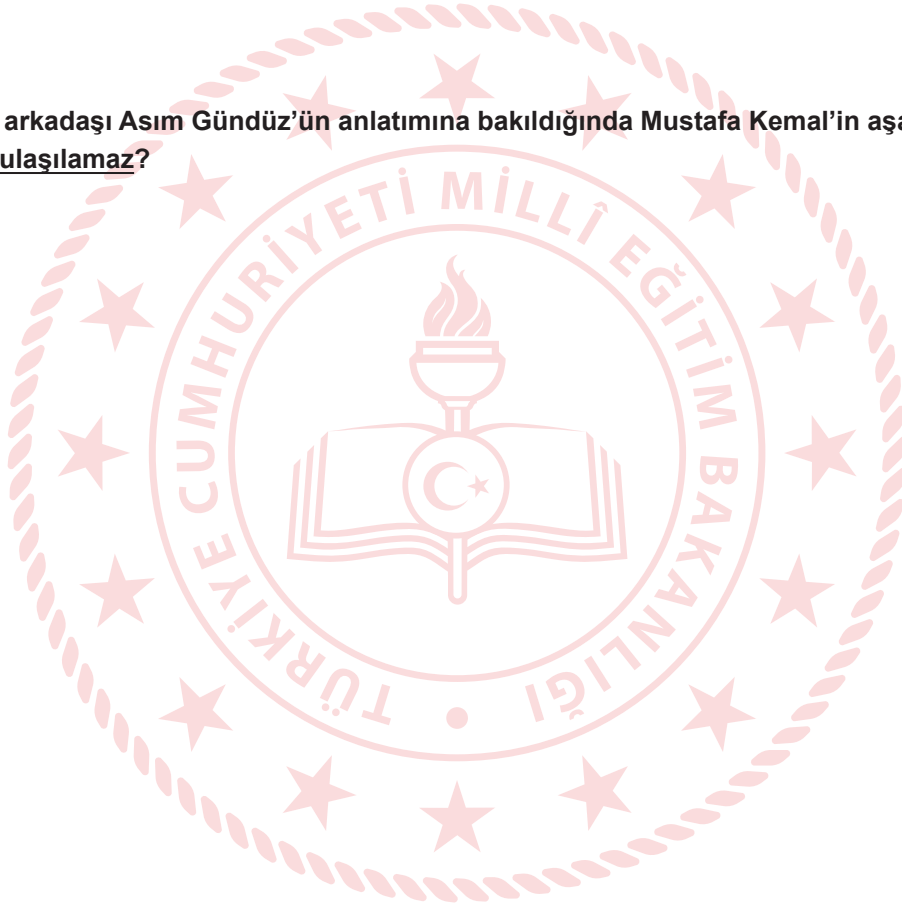 arkadaşı Asım Gündüz’ün anlatımına bakıldığında Mustafa Kemal’in aşa
ulaşılamaz?
TÜRKİYE CUMHURİYETİ MİLLÎ EĞİTİM BAKANLIĞI